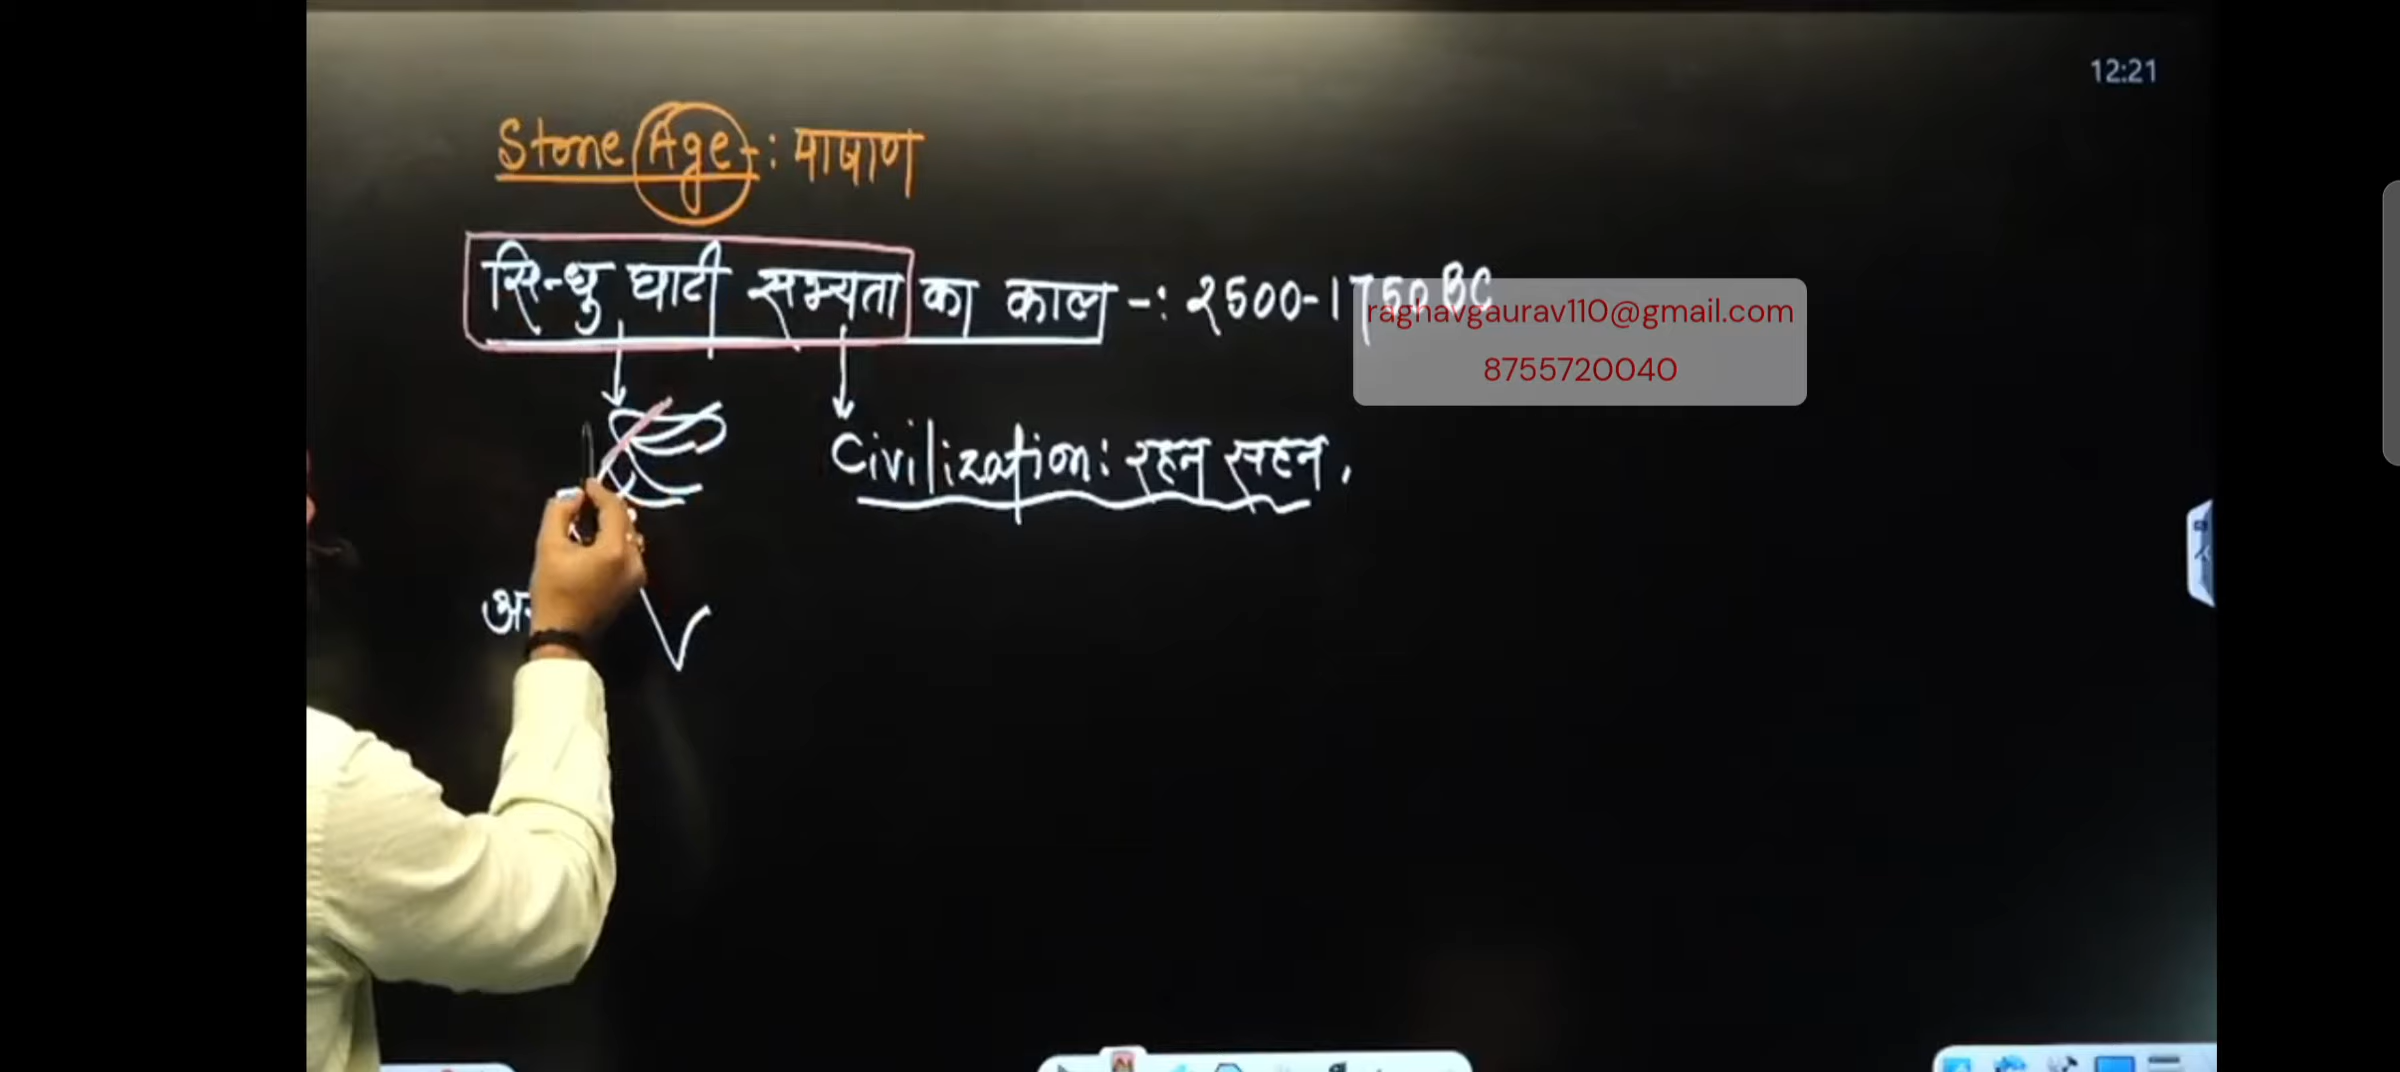 12:21
Stone Age -: पाषाण
सिन्धु घाटी सभ्यता का काल -: 2500-1750 BC
raghavgaurav110@gmail.com
8755720040
Civilization: रहन सहन.